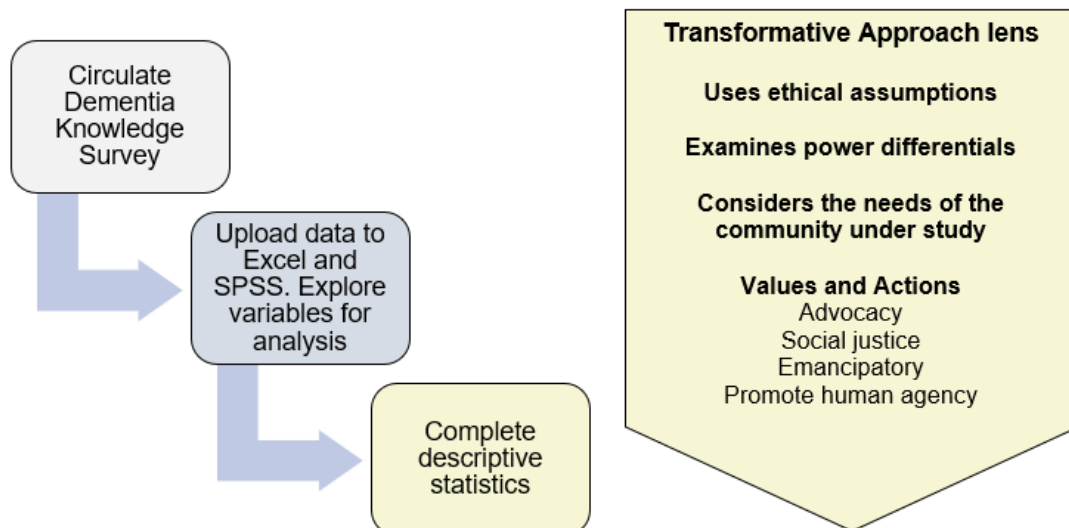 Circulate
Dementia
Knowledge
Survey
Upload data to
Excel and
SPSS. Explore
variables for
analysis
Complete
descriptive
statistics
Transformative Approach lens
Uses ethical assumptions
Examines power differentials
Considers the needs of the
community under study
Values and Actions
Advocacy
Social justice
Emancipatory
Promote human agency